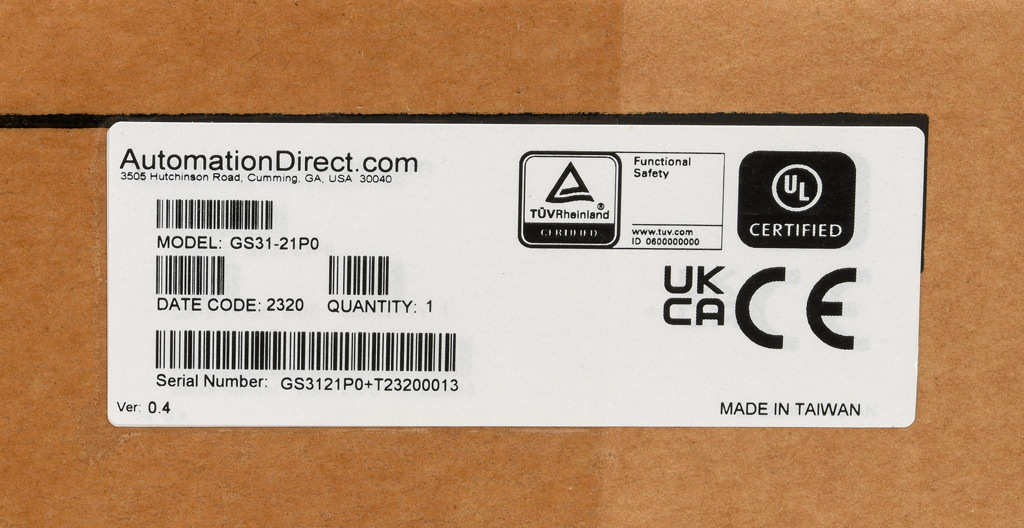 AutomationDirect.com
3505 Hutchinson Road, Cumming, GA, USA 30040
MODEL: GS31-21P0
DATE CODE: 2320 QUANTITY: 1
Serial Number: GS3121P0+T23200013
Ver: 0.4
TÜVRheinland®
CERTIFIED
Functional
Safety
www.tuv.com
ID 0600000000
UL
CERTIFIED
UK
CA
CE
MADE IN TAIWAN